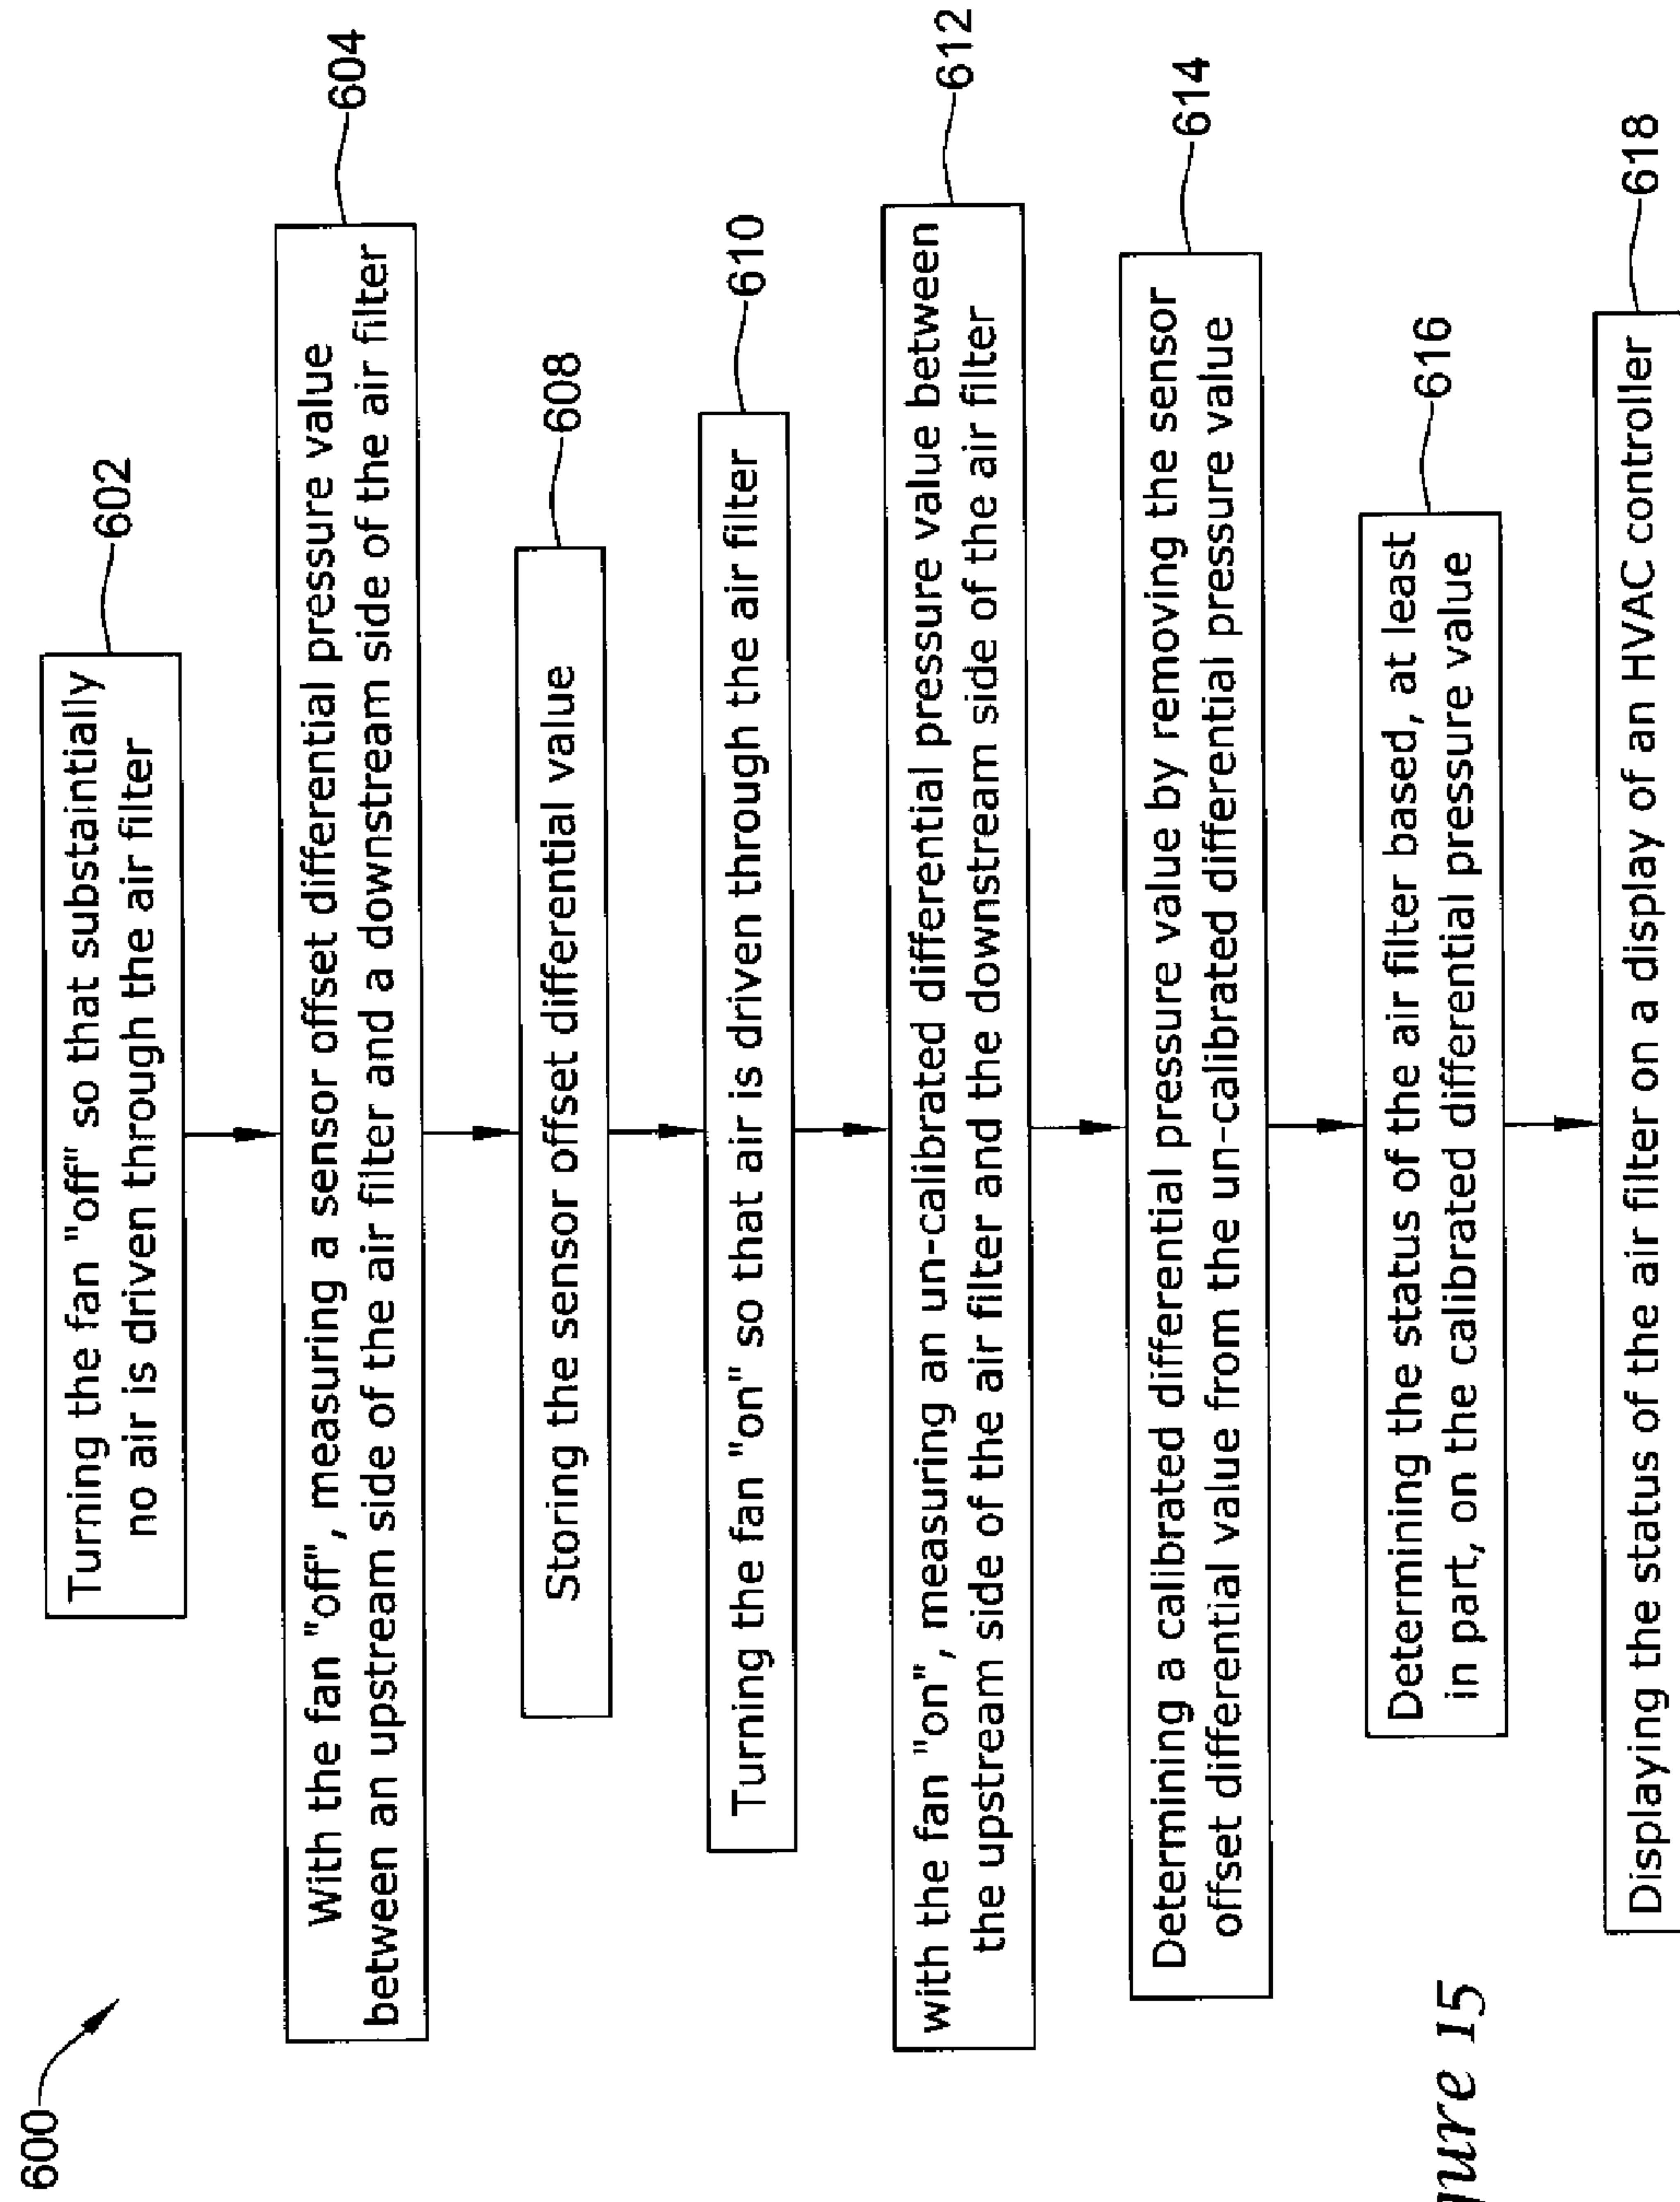 600
Turning the fan "off" so that substaintially
no air is driven through the air filter
602
With the fan "off", measuring a sensor offset differential pressure value
between an upstream side of the air filter and a downstream side of the air filter
604
Storing the sensor offset differential value
608
Turning the fan "on" so that air is driven through the air filter
610
with the fan "on", measuring an un-calibrated differential pressure value between
the upstream side of the air filter and the downstream side of the air filter
612
Determining a calibrated differential pressure value by removing the sensor
offset differential value from the un-calibrated differential pressure value
614
Determining the status of the air filter based, at least
in part, on the calibrated differential pressure value
616
Displaying the status of the air filter on a display of an HVAC controller
618
ure 15